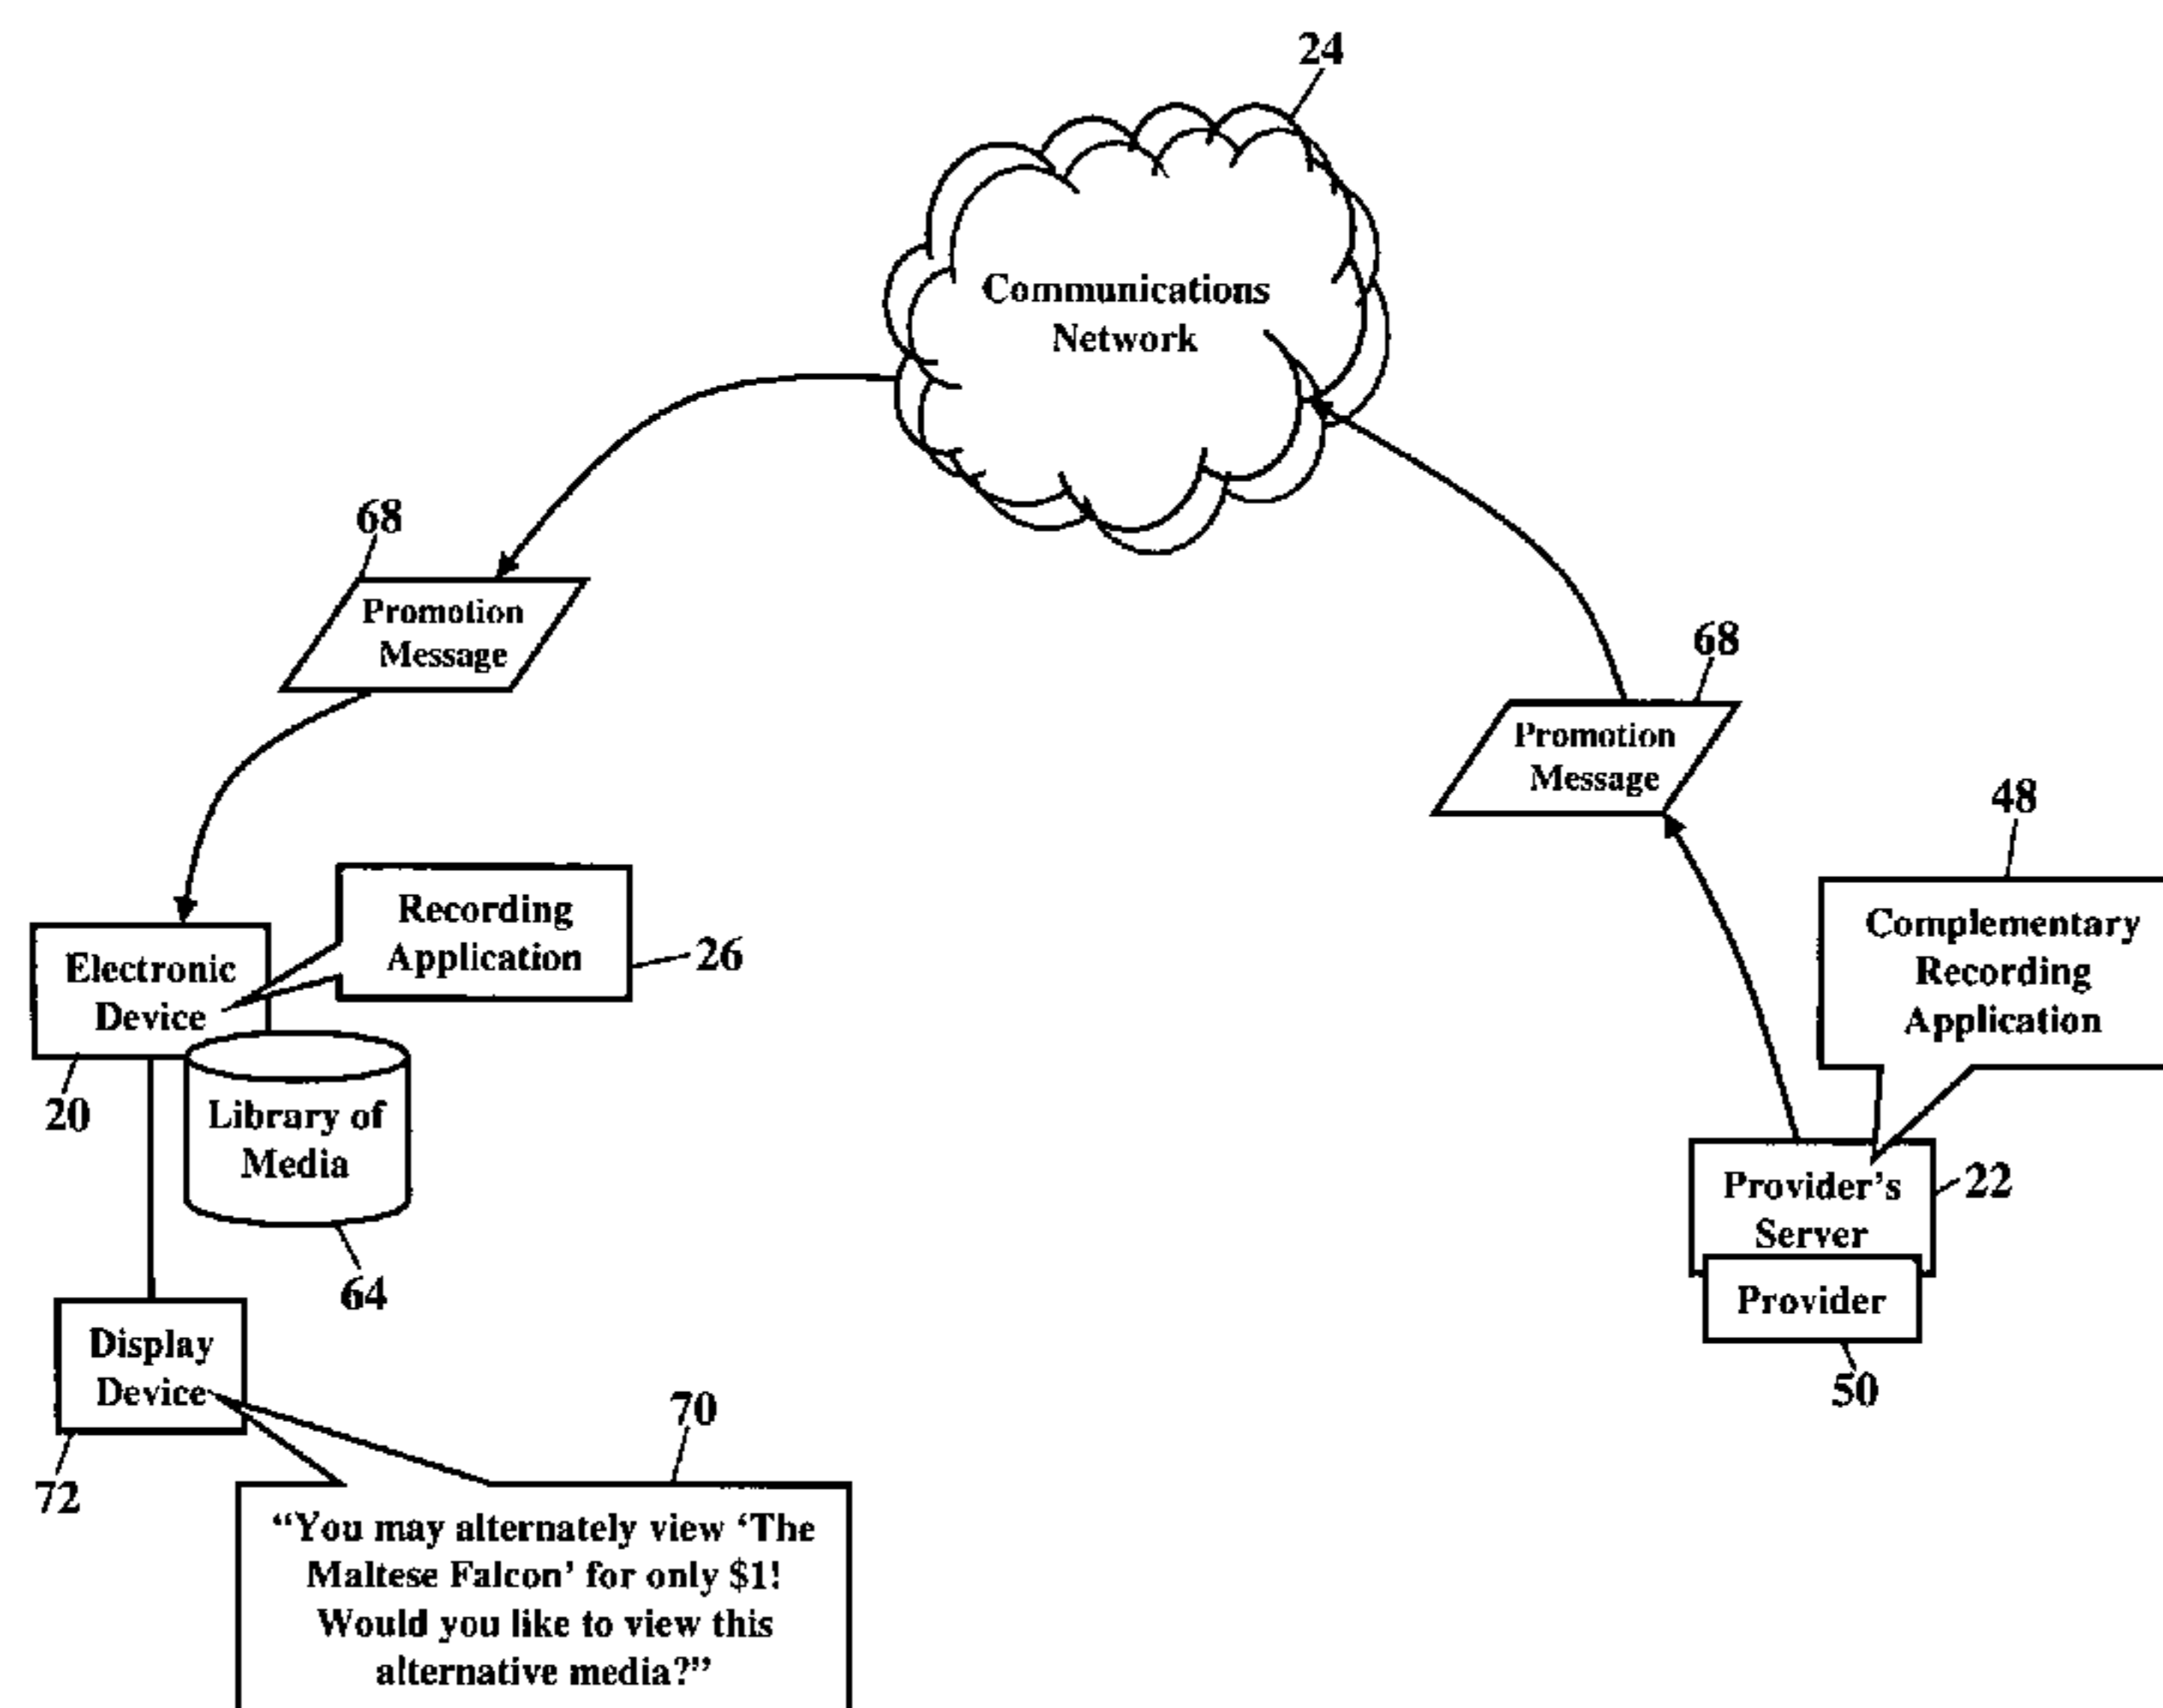 24
Communications
Network
68
Promotion
Message
68
Promotion
Message
48
Complementary
Recording
Application
Recording
Application
26
Electronic
Device
20
Library of
Media
64
Provider's
Server
22
Provider
50
Display
Device
72
70
“You may alternately view ‘The
Maltese Falcon’ for only $1!
Would you like to view this
alternative media?”